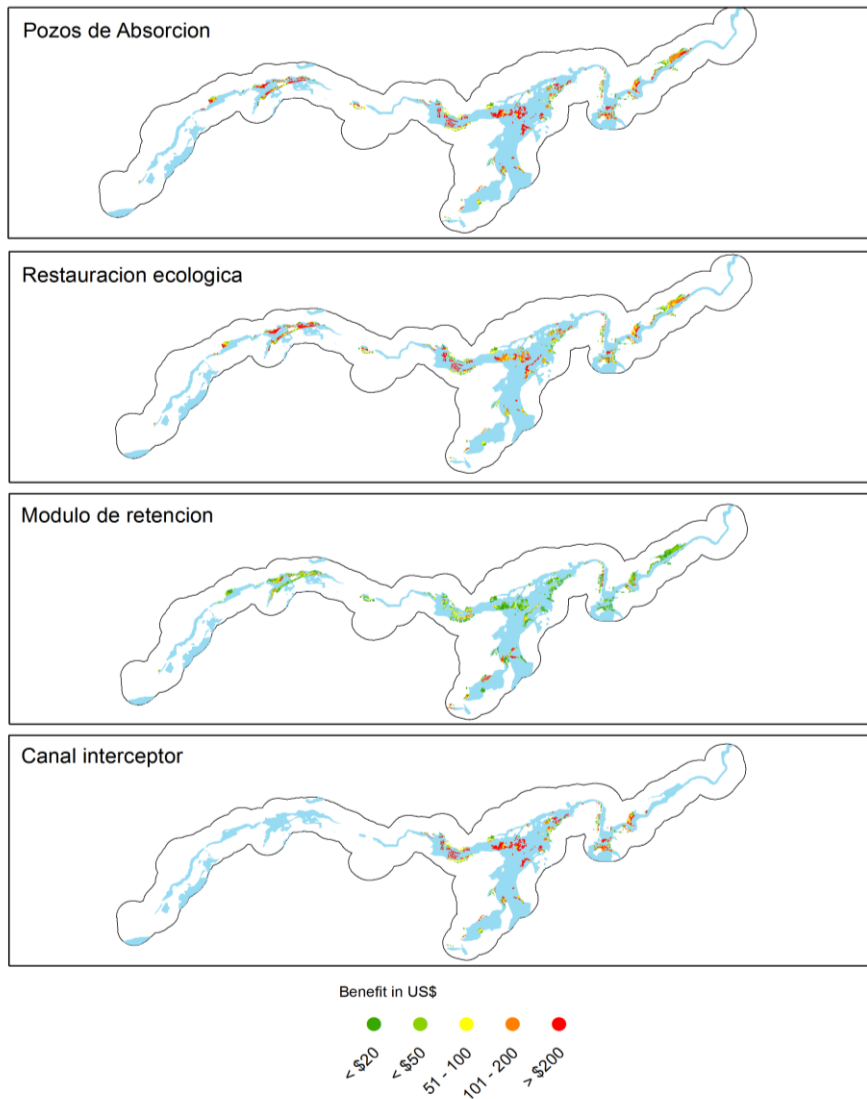 Pozos de Absorcion
Restauracion ecologica
Modulo de retencion
Canal interceptor
Benefit in US$
< $20
< $50
51 - 100
101 - 200
> $200